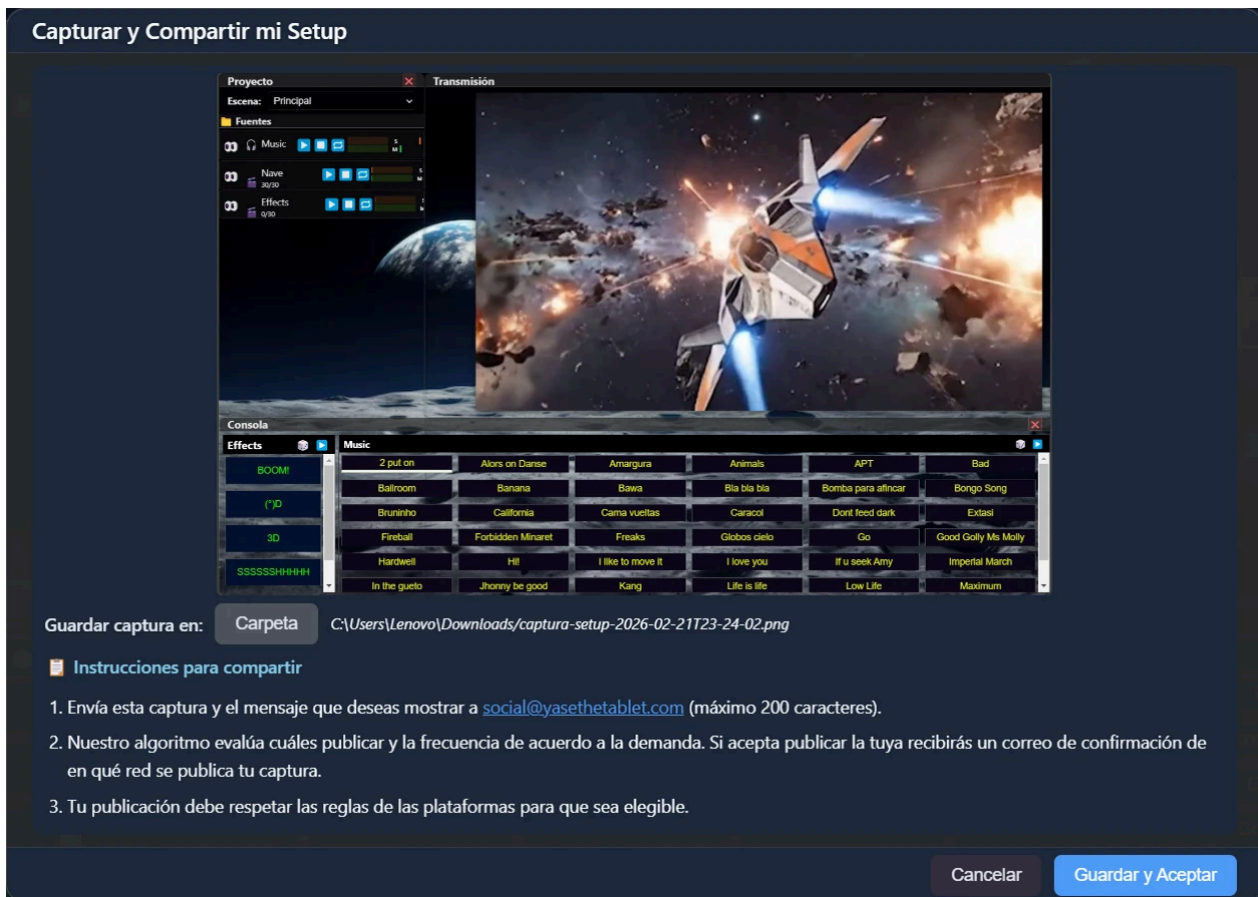 Capturar y Compartir mi Setup
Proyecto
Transmisión
Escena: Principal
Fuentes
Music
S
M
Nave
30/30
S
M
Effects
0/30
Consola
Effects
Music
BOOM!
(°)D
3D
SSSSSSHHHHH
2 put on Alors on Danse Amargura Animals APT Bad
Ballroom Banana Bawa Bla bla bla Bomba para afincar Bongo Song
Bruninho California Cama vueltas Caracol Dont feed dark Extasi
Fireball Forbidden Minaret Freaks Globos cielo Go Good Golly Ms Molly
Hardwell HI! I like to move it I love you If u seek Amy Imperial March
In the gueto Jhonny be good Kang Life is life Low Life Maximum
Guardar captura en: Carpeta C:\Users\Lenovo\Downloads/captura-setup-2026-02-21T23-24-02.png
Instrucciones para compartir
1. Envía esta captura y el mensaje que deseas mostrar a social@yasethetablet.com (máximo 200 caracteres).
2. Nuestro algoritmo evalúa cuáles publicar y la frecuencia de acuerdo a la demanda. Si acepta publicar la tuya recibirás un correo de confirmación de
en qué red se publica tu captura.
3. Tu publicación debe respetar las reglas de las plataformas para que sea elegible.
Cancelar Guardar y Aceptar